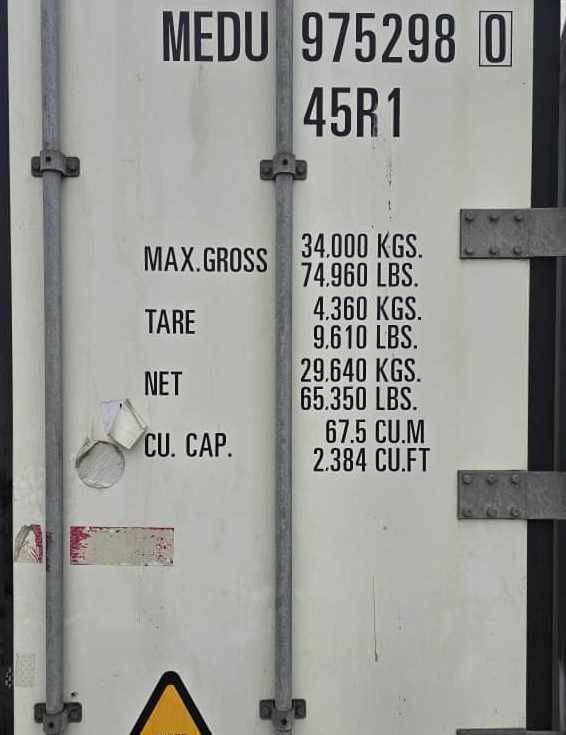 MEDU 975298 0
45R1
MAX.GROSS 34.000 KGS.
74.960 LBS.
TARE 4.360 KGS.
9.610 LBS.
NET 29.640 KGS.
65.350 LBS.
CU. CAP. 67.5 CU.M
2.384 CU.FT